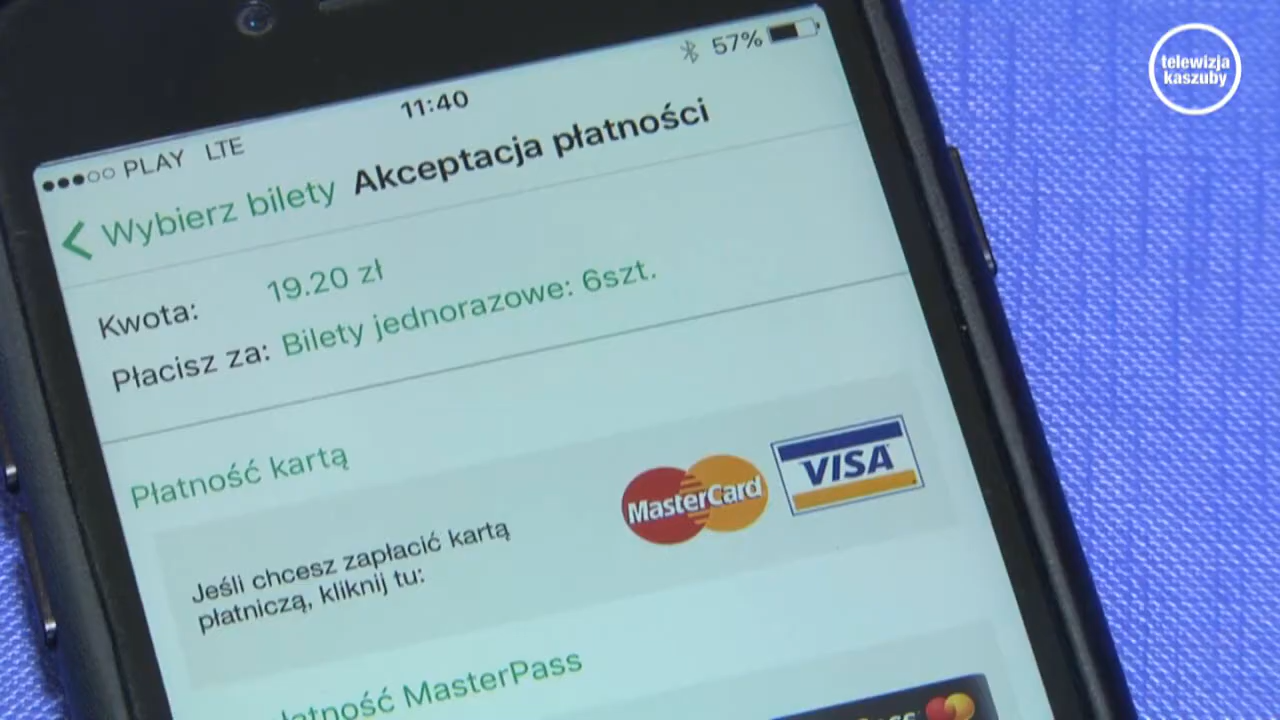 telewizja
kaszuby
PLAY LTE 11:40 57%
Wybierz bilety Akceptacja płatności
Kwota: 19.20 zł
Płacisz za: Bilety jednorazowe: 6szt.
Płatność kartą
Jeśli chcesz zapłacić kartą
płatniczą, kliknij tu:
MasterCard VISA
MasterPass